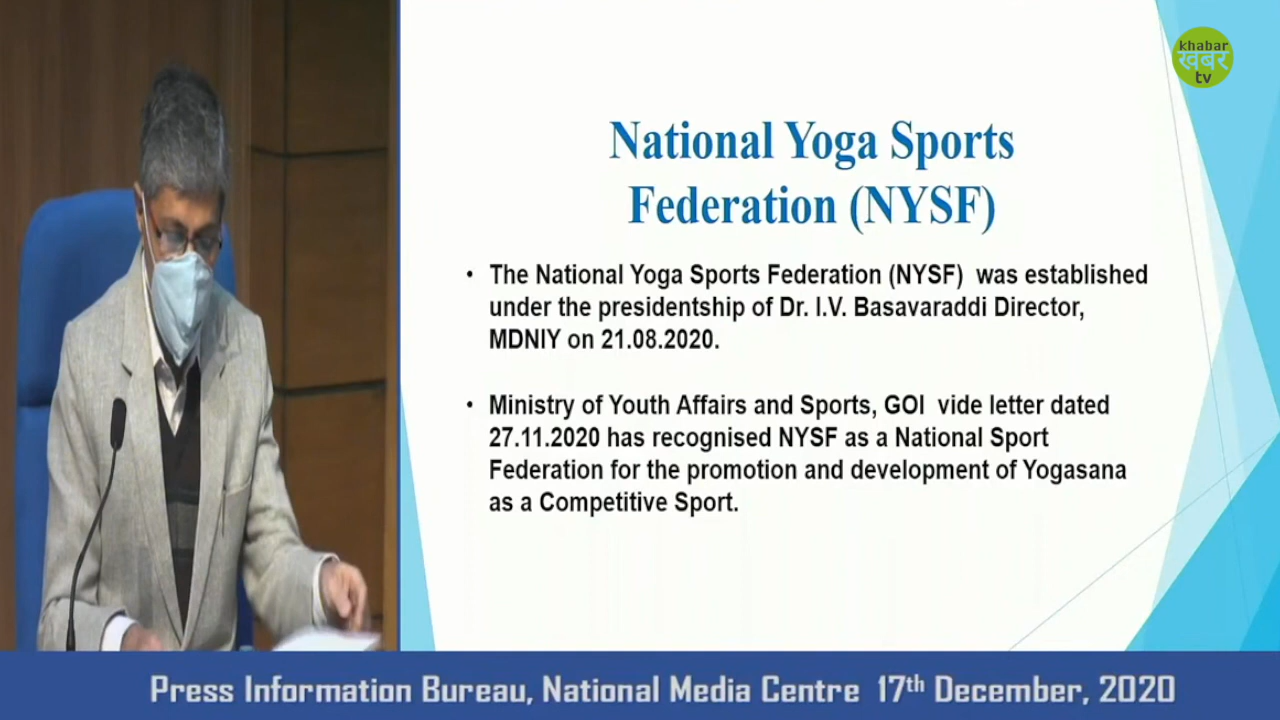 khabar
खबर
tv
National Yoga Sports
Federation (NYSF)
• The National Yoga Sports Federation (NYSF) was established
under the presidentship of Dr. I.V. Basavaraddi Director,
MDNIY on 21.08.2020.
• Ministry of Youth Affairs and Sports, GOI vide letter dated
27.11.2020 has recognised NYSF as a National Sport
Federation for the promotion and development of Yogasana
as a Competitive Sport.
Press Information Bureau, National Media Centre 17th December, 2020